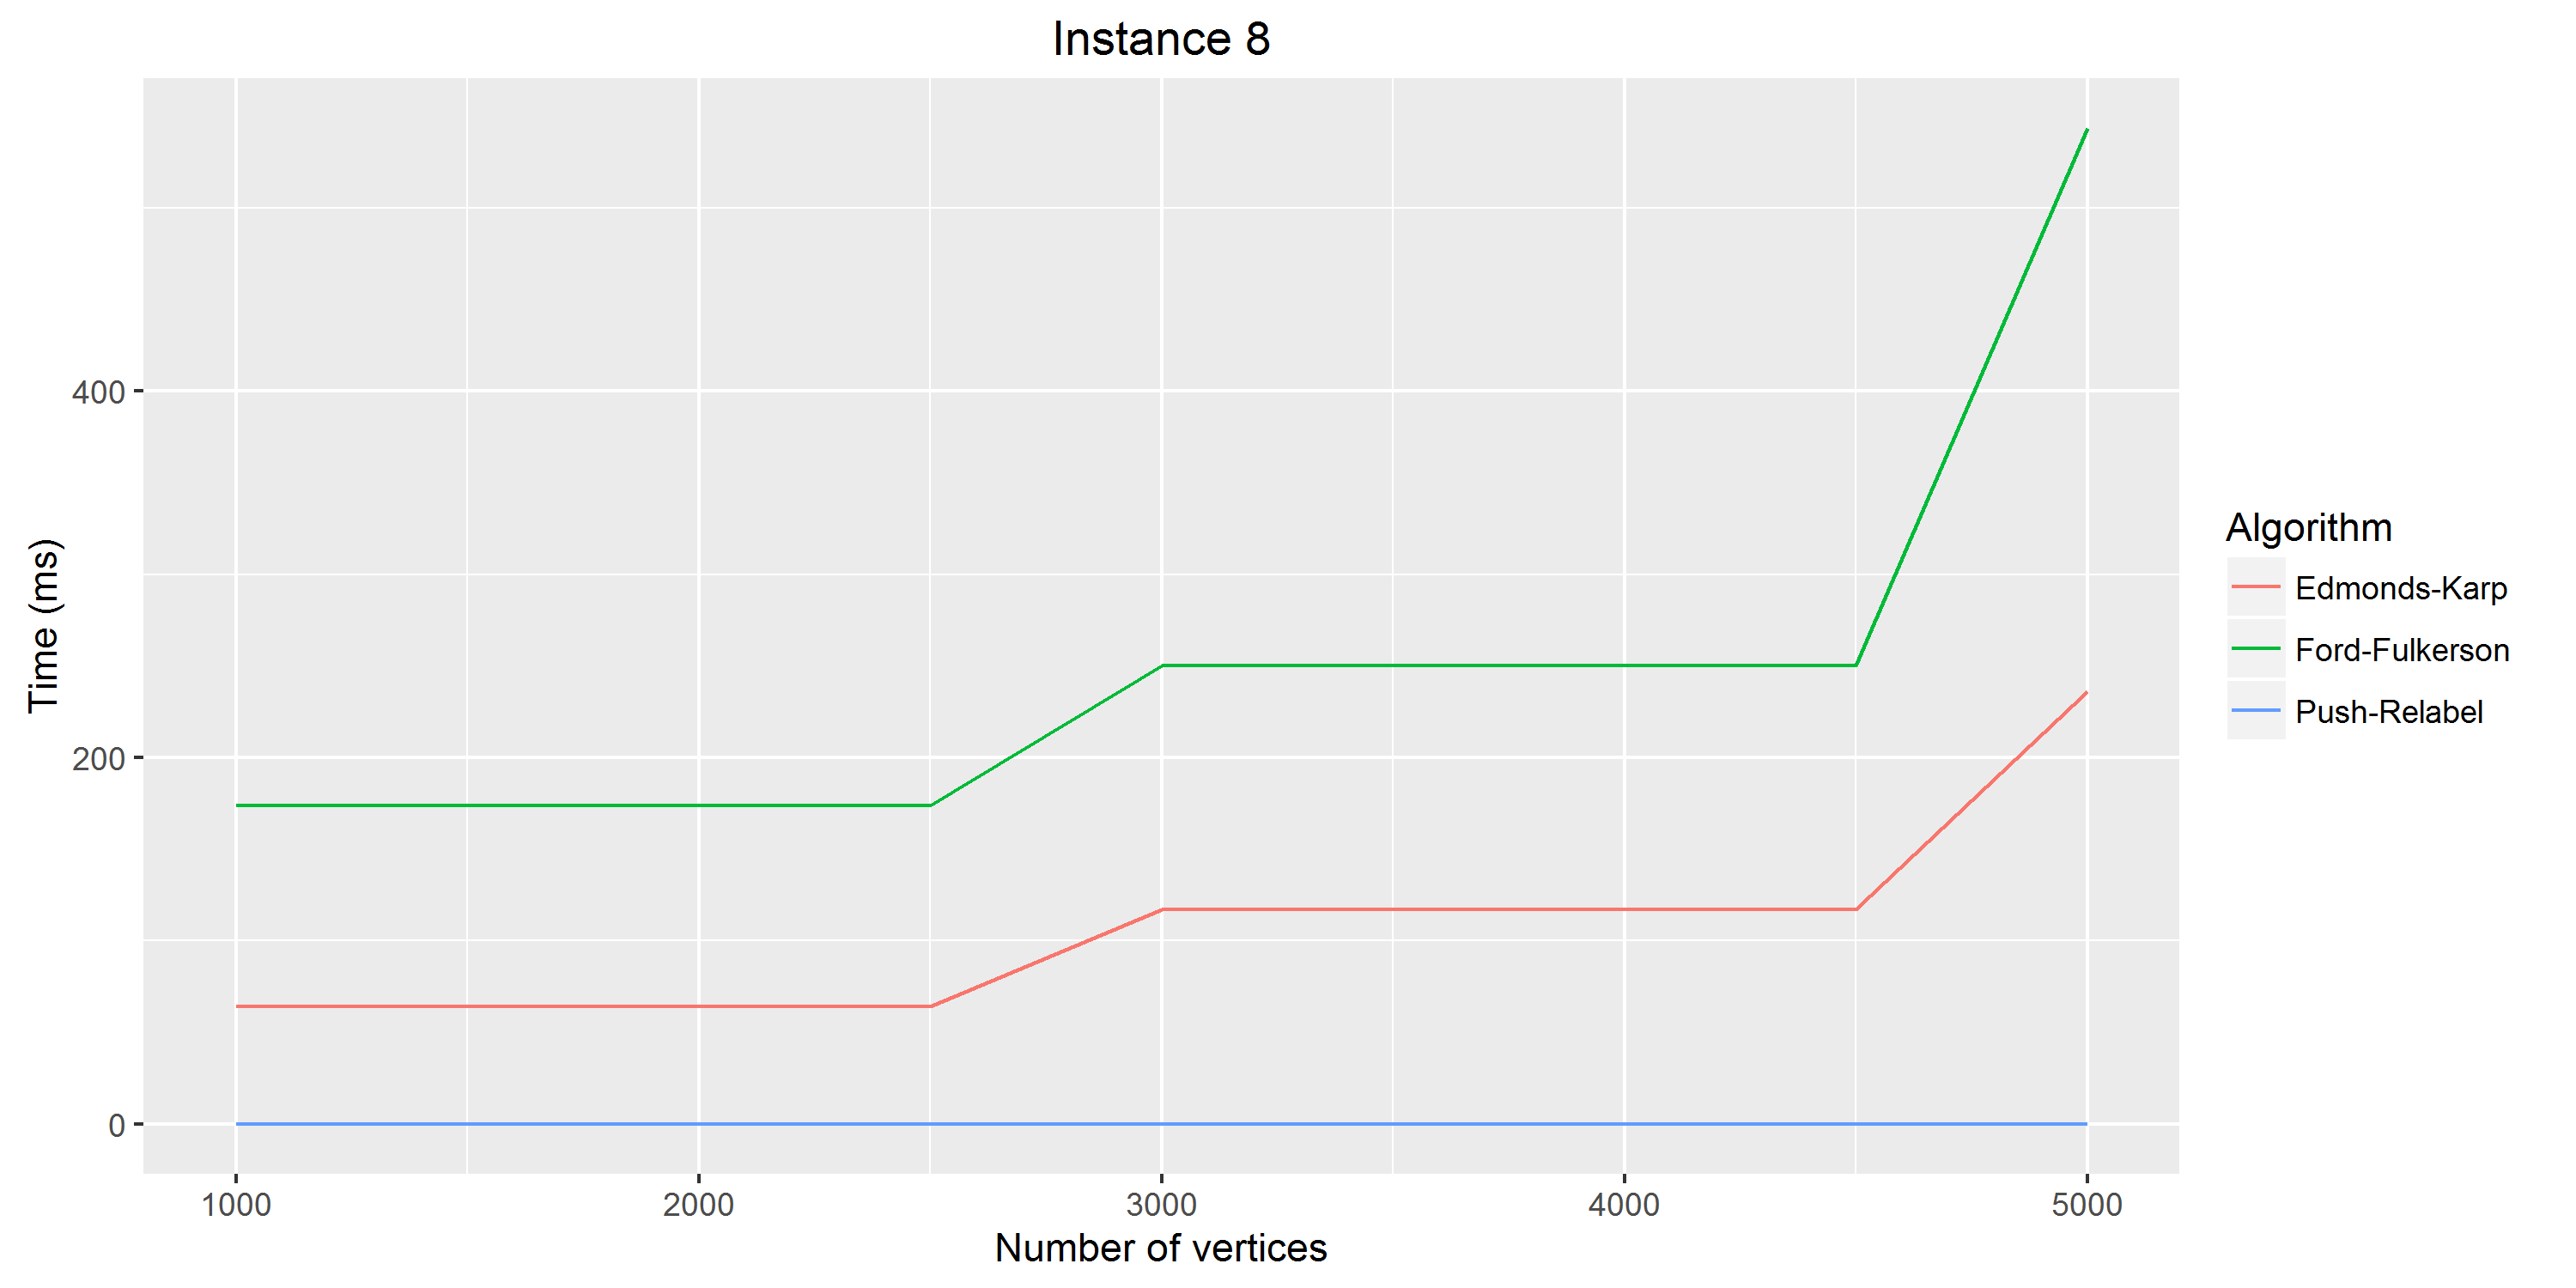 Instance 8
Time (ms)
400
200
0
1000 2000 3000 4000 5000
Number of vertices
Algorithm
Edmonds-Karp
Ford-Fulkerson
Push-Relabel